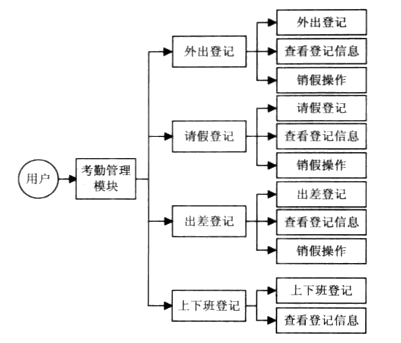 用户
考勤管理
模块
外出登记
外出登记
查看登记信息
销假操作
请假登记
请假登记
查看登记信息
销假操作
出差登记
出差登记
查看登记信息
销假操作
上下班登记
上下班登记
查看登记信息